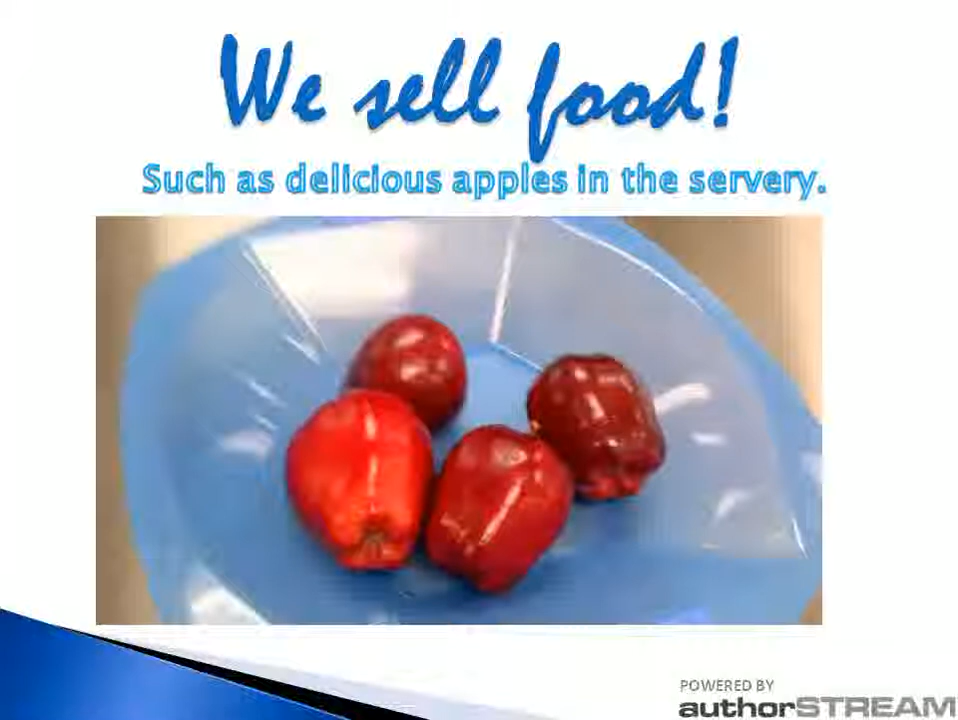 We sell food!
Such as delicious apples in the servery.
POWERED BY
authorSTREAM